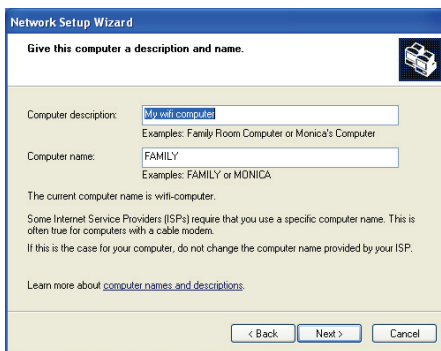 Network Setup Wizard
Give this computer a description and name.
Computer description: My wifi computer
Examples: Family Room Computer or Monica's Computer
Computer name: FAMILY
Examples: FAMILY or MONICA
The current computer name is wifi-computer.
Some Internet Service Providers (ISPs) require that you use a specific computer name. This is
often true for computers with a cable modem.
If this is the case for your computer, do not change the computer name provided by your ISP.
Learn more about computer names and descriptions.
< Back Next > Cancel